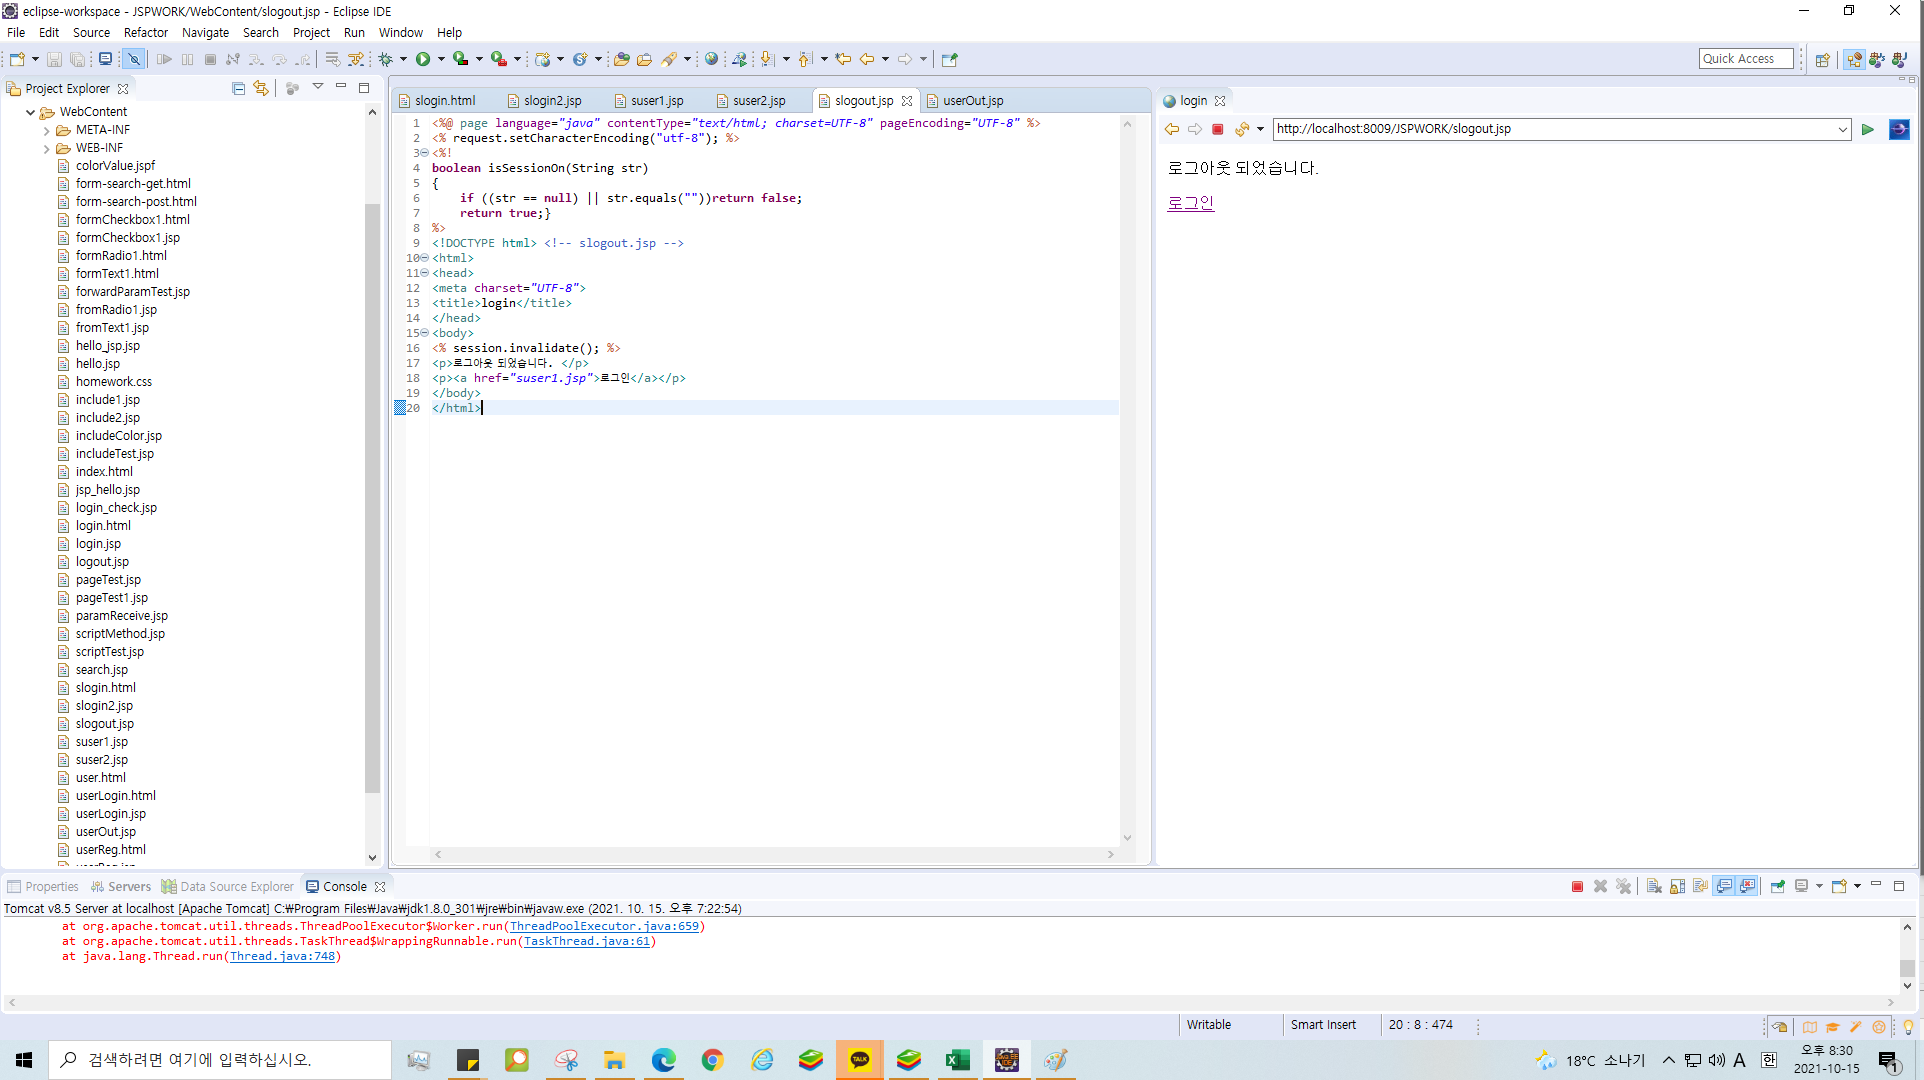 eclipse-workspace - JSPWORK/WebContent/slogout.jsp - Eclipse IDE
File Edit Source Refactor Navigate Search Project Run Window Help
Quick Access
Project Explorer
WebContent
META-INF
WEB-INF
colorValue.jspf
form-search-get.html
form-search-post.html
formCheckbox1.html
formCheckbox1.jsp
formRadio1.html
formText1.html
forwardParamTest.jsp
fromRadio1.jsp
fromText1.jsp
hello_jsp.jsp
hello.jsp
homework.css
include1.jsp
include2.jsp
includeColor.jsp
includeTest.jsp
index.html
jsp_hello.jsp
login_check.jsp
login.html
login.jsp
logout.jsp
pageTest.jsp
pageTest1.jsp
paramReceive.jsp
scriptMethod.jsp
scriptTest.jsp
search.jsp
slogin.html
slogin2.jsp
slogout.jsp
suser1.jsp
suser2.jsp
user.html
userLogin.html
userLogin.jsp
userOut.jsp
userReg.html
slogin.html slogin2.jsp suser1.jsp suser2.jsp slogout.jsp userOut.jsp
1 <%@ page language="java" contentType="text/html; charset=UTF-8" pageEncoding="UTF-8" %>
2 <% request.setCharacterEncoding("utf-8"); %>
3 <%!
4 boolean isSessionOn(String str)
5 {
6 if ((str == null) || str.equals(""))return false;
7 return true;}
8 %>
9 <!DOCTYPE html> <!-- slogout.jsp -->
10 <html>
11 <head>
12 <meta charset="UTF-8">
13 <title>login</title>
14 </head>
15 <body>
16 <% session.invalidate(); %>
17 <p>로그아웃 되었습니다. </p>
18 <p><a href="suser1.jsp">로그인</a></p>
19 </body>
20 </html>
login
http://localhost:8009/JSPWORK/slogout.jsp
로그아웃 되었습니다.
로그인
Properties Servers Data Source Explorer Console
Tomcat v8.5 Server at localhost [Apache Tomcat] C:₩Program Files₩Java₩jdk1.8.0_301₩jre₩bin₩javaw.exe (2021. 10. 15. 오후 7:22:54)
at org.apache.tomcat.util.threads.ThreadPoolExecutor$Worker.run(ThreadPoolExecutor.java:659)
at org.apache.tomcat.util.threads.TaskThread$WrappingRunnable.run(TaskThread.java:61)
at java.lang.Thread.run(Thread.java:748)
Writable Smart Insert 20 : 8 : 474
검색하려면 여기에 입력하십시오.
TALK
18°C 소나기 A 한
오후 8:30
2021-10-15
1